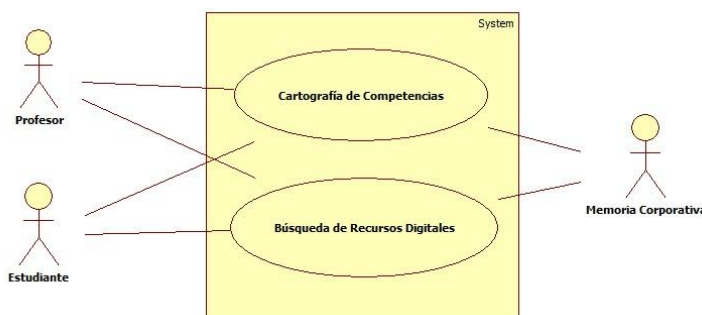 System
Cartografía de Competencias
Profesor
Memoria Corporativa
Búsqueda de Recursos Digitales
Estudiante